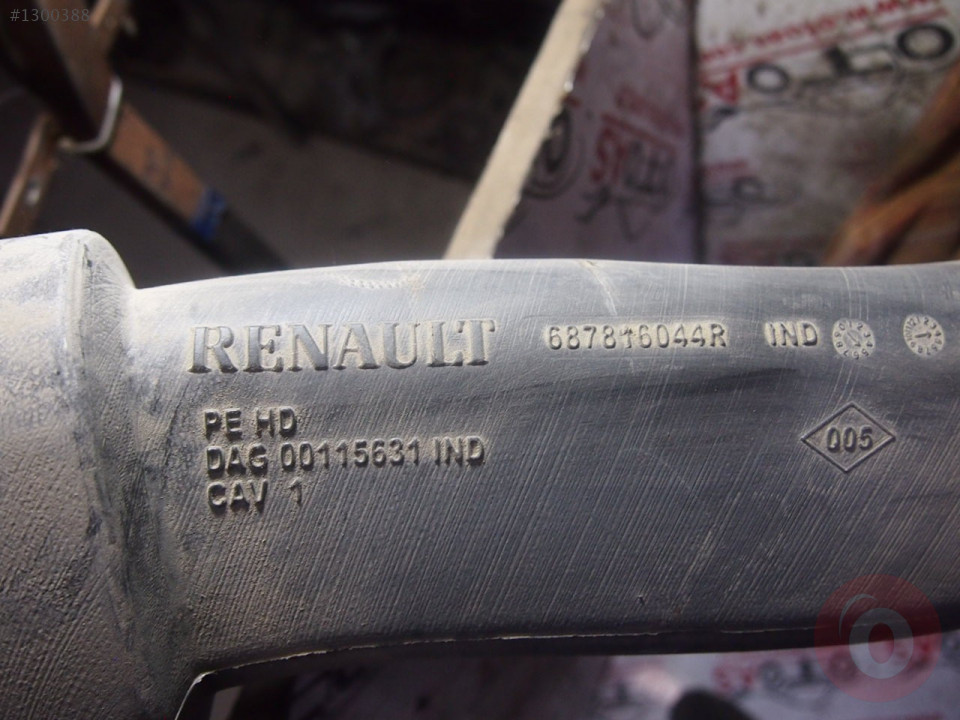 #1300388
RENAULT 687816044R IND
PE HD
DAG 00115631 IND
CAV 1
005